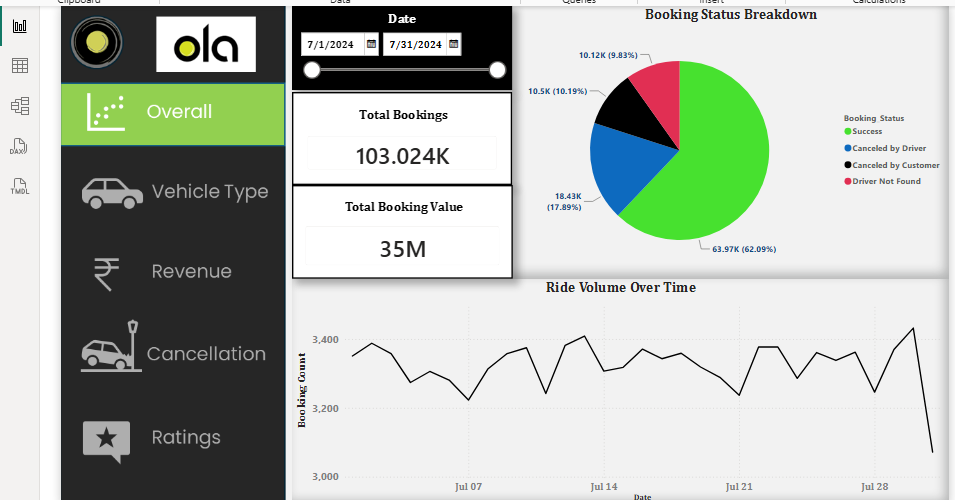 Clipboard
Data
Queries
Insert
Calculations
DAX
TMDL
ola
Overall
Vehicle Type
Revenue
Cancellation
Ratings
Date
7/1/2024
7/31/2024
Total Bookings
103.024K
Total Booking Value
35M
Booking Status Breakdown
10.12K (9.83%)
10.5K (10.19%)
18.43K
(17.89%)
63.97K (62.09%)
Booking_Status
Success
Canceled by Driver
Canceled by Customer
Driver Not Found
Ride Volume Over Time
Booking Count
3,400
3,200
3,000
Jul 07
Jul 14
Jul 21
Jul 28
Date